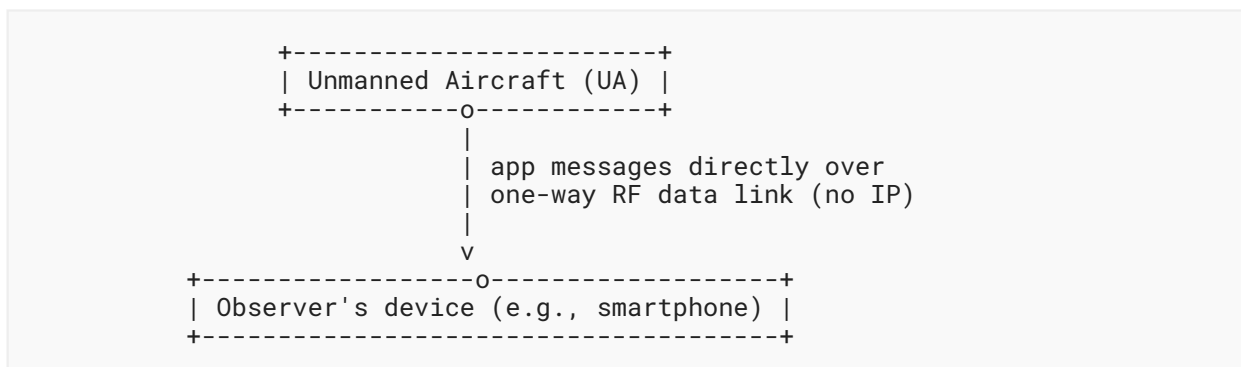 +------------------------+
| Unmanned Aircraft (UA) |
+-----------o------------+
|
| app messages directly over
| one-way RF data link (no IP)
|
v
+------------------o-------------------+
| Observer's device (e.g., smartphone) |
+--------------------------------------+